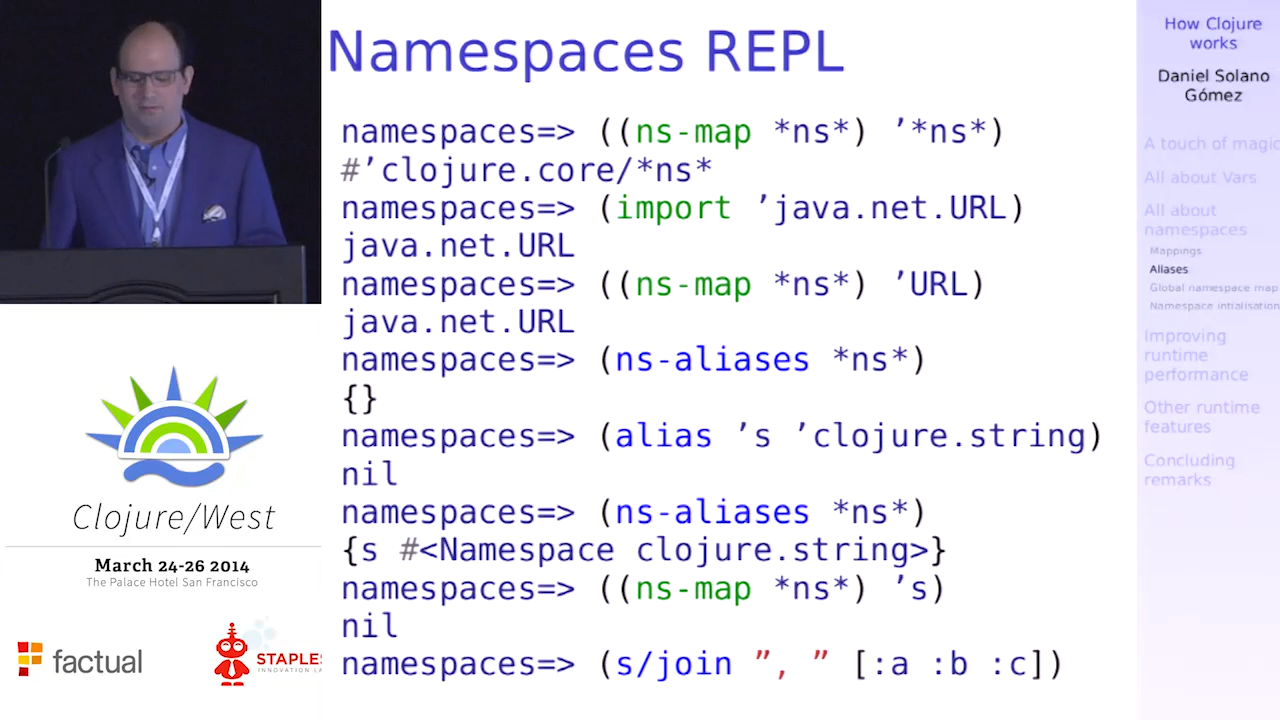 Namespaces REPL
namespaces=> ((ns-map *ns*) ’*ns*)
#’clojure.core/*ns*
namespaces=> (import ’java.net.URL)
java.net.URL
namespaces=> ((ns-map *ns*) ’URL)
java.net.URL
namespaces=> (ns-aliases *ns*)
{}
namespaces=> (alias ’s ’clojure.string)
nil
namespaces=> (ns-aliases *ns*)
{s #<Namespace clojure.string>}
namespaces=> ((ns-map *ns*) ’s)
nil
namespaces=> (s/join ”, ” [:a :b :c])
How Clojure
works
Daniel Solano
Gómez
A touch of magic
All about Vars
All about
namespaces
Mappings
Aliases
Global namespace map
Namespace intialisation
Improving
runtime
performance
Other runtime
features
Concluding
remarks
Clojure/West
March 24-26 2014
The Palace Hotel San Francisco
factual
STAPLES
INNOVATION LA